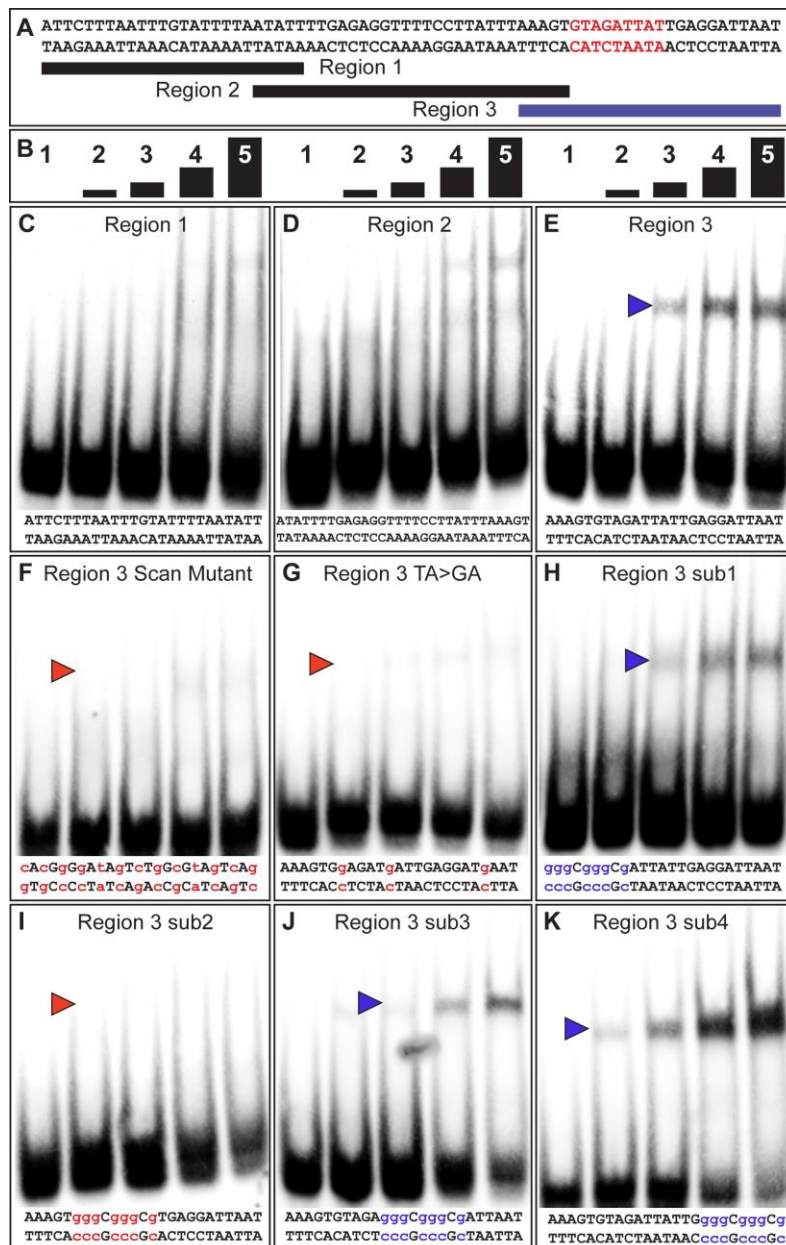 A
ATTCTTTAATTTGTATTTTAATATTTTGAGAGGTTTTCCTTATTTAAAGTGTAGATTATTGAGGATTAAT
TAAGAAATTAAACATAAAATTATAAAACTCTCCAAAAGGAATAAATTTCACATCTAATAACTCCTAATTA
Region 1
Region 2
Region 3
B 1 2 3 4 5 1 2 3 4 5 1 2 3 4 5
C Region 1
ATTCTTTAATTTGTATTTTAATATT
TAAGAAATTAAACATAAAATTATAA
D Region 2
ATATTTTGAGAGGTTTTCCTTATTTAAAGT
TATAAAACTCTCCAAAAGGAATAAATTTCA
E Region 3
AAAGTGTAGATTATTGAGGATTAAT
TTTCACATCTAATAACTCCTAATTA
F Region 3 Scan Mutant
cAcGgGgAtAgTcTgGcGtAgTcAg
gTgCcCcTaTcAgAcCgCaTcAgTc
G Region 3 TA>GA
AAAGTGgAGATgATTGAGGATgAAT
TTTCACcTCTAcTAACTCCTAcTTA
H Region 3 sub1
gggCgggCgATTATTGAGGATTAAT
cccGcccGcTAATAACTCCTAATTA
I Region 3 sub2
AAAGTgggCgggCgTGAGGATTAAT
TTTCAcccGcccGcACTCCTAATTA
J Region 3 sub3
AAAGTGTAGAgggCgggCgATTAAT
TTTCACATCTcccGcccGcTAATTA
K Region 3 sub4
AAAGTGTAGATTATTGgggCgggCg
TTTCACATCTAATAACcccGcccGc